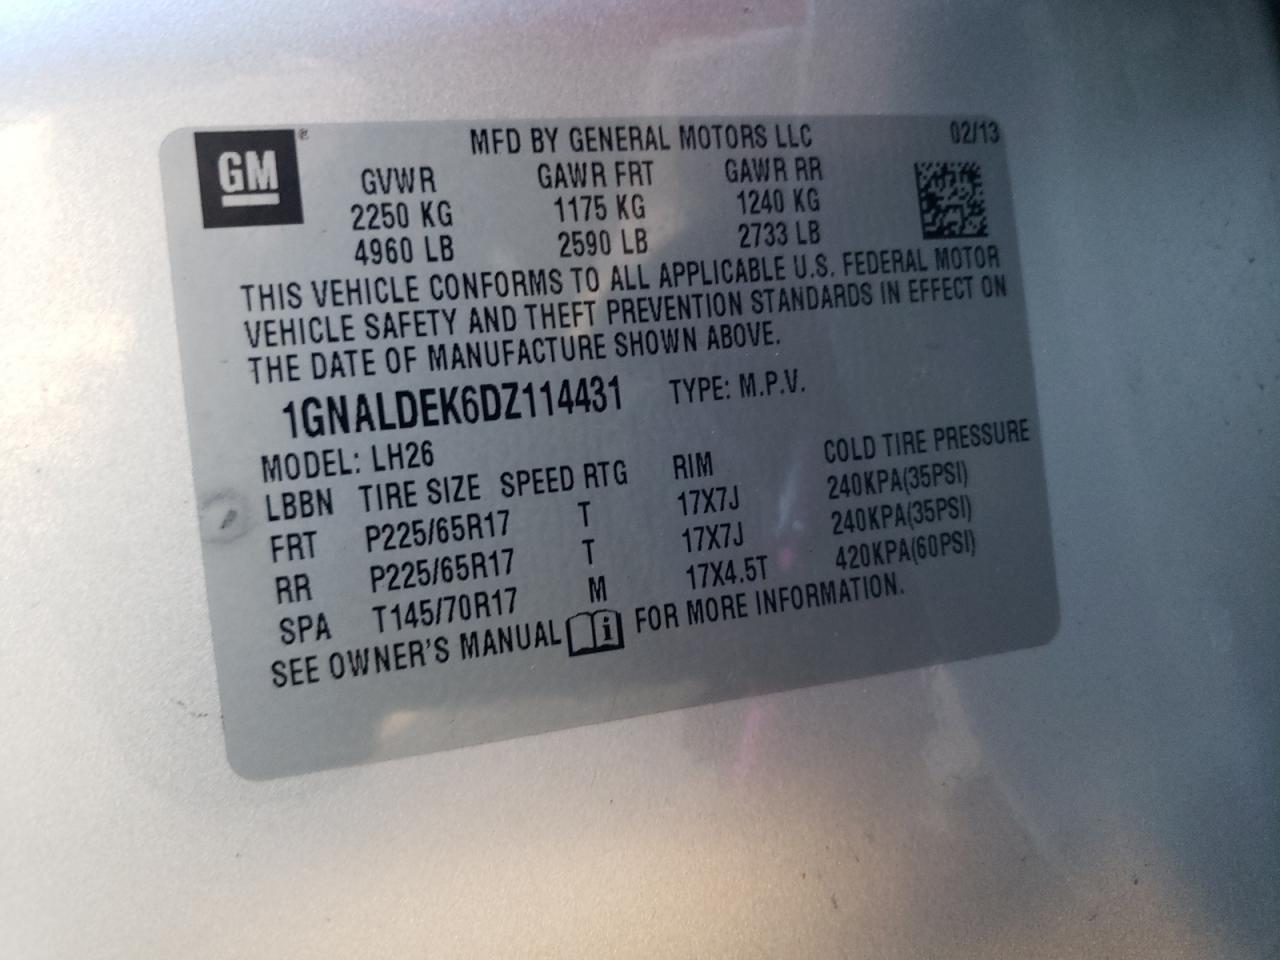 GM®
MFD BY GENERAL MOTORS LLC 02/13
GVWR GAWR FRT GAWR RR
2250 KG 1175 KG 1240 KG
4960 LB 2590 LB 2733 LB
THIS VEHICLE CONFORMS TO ALL APPLICABLE U.S. FEDERAL MOTOR
VEHICLE SAFETY AND THEFT PREVENTION STANDARDS IN EFFECT ON
THE DATE OF MANUFACTURE SHOWN ABOVE.
1GNALDEK6DZ114431 TYPE: M.P.V.
MODEL: LH26
LBBN TIRE SIZE SPEED RTG RIM COLD TIRE PRESSURE
FRT P225/65R17 T 17X7J 240KPA(35PSI)
RR P225/65R17 T 17X7J 240KPA(35PSI)
SPA T145/70R17 M 17X4.5T 420KPA(60PSI)
SEE OWNER'S MANUAL i FOR MORE INFORMATION.